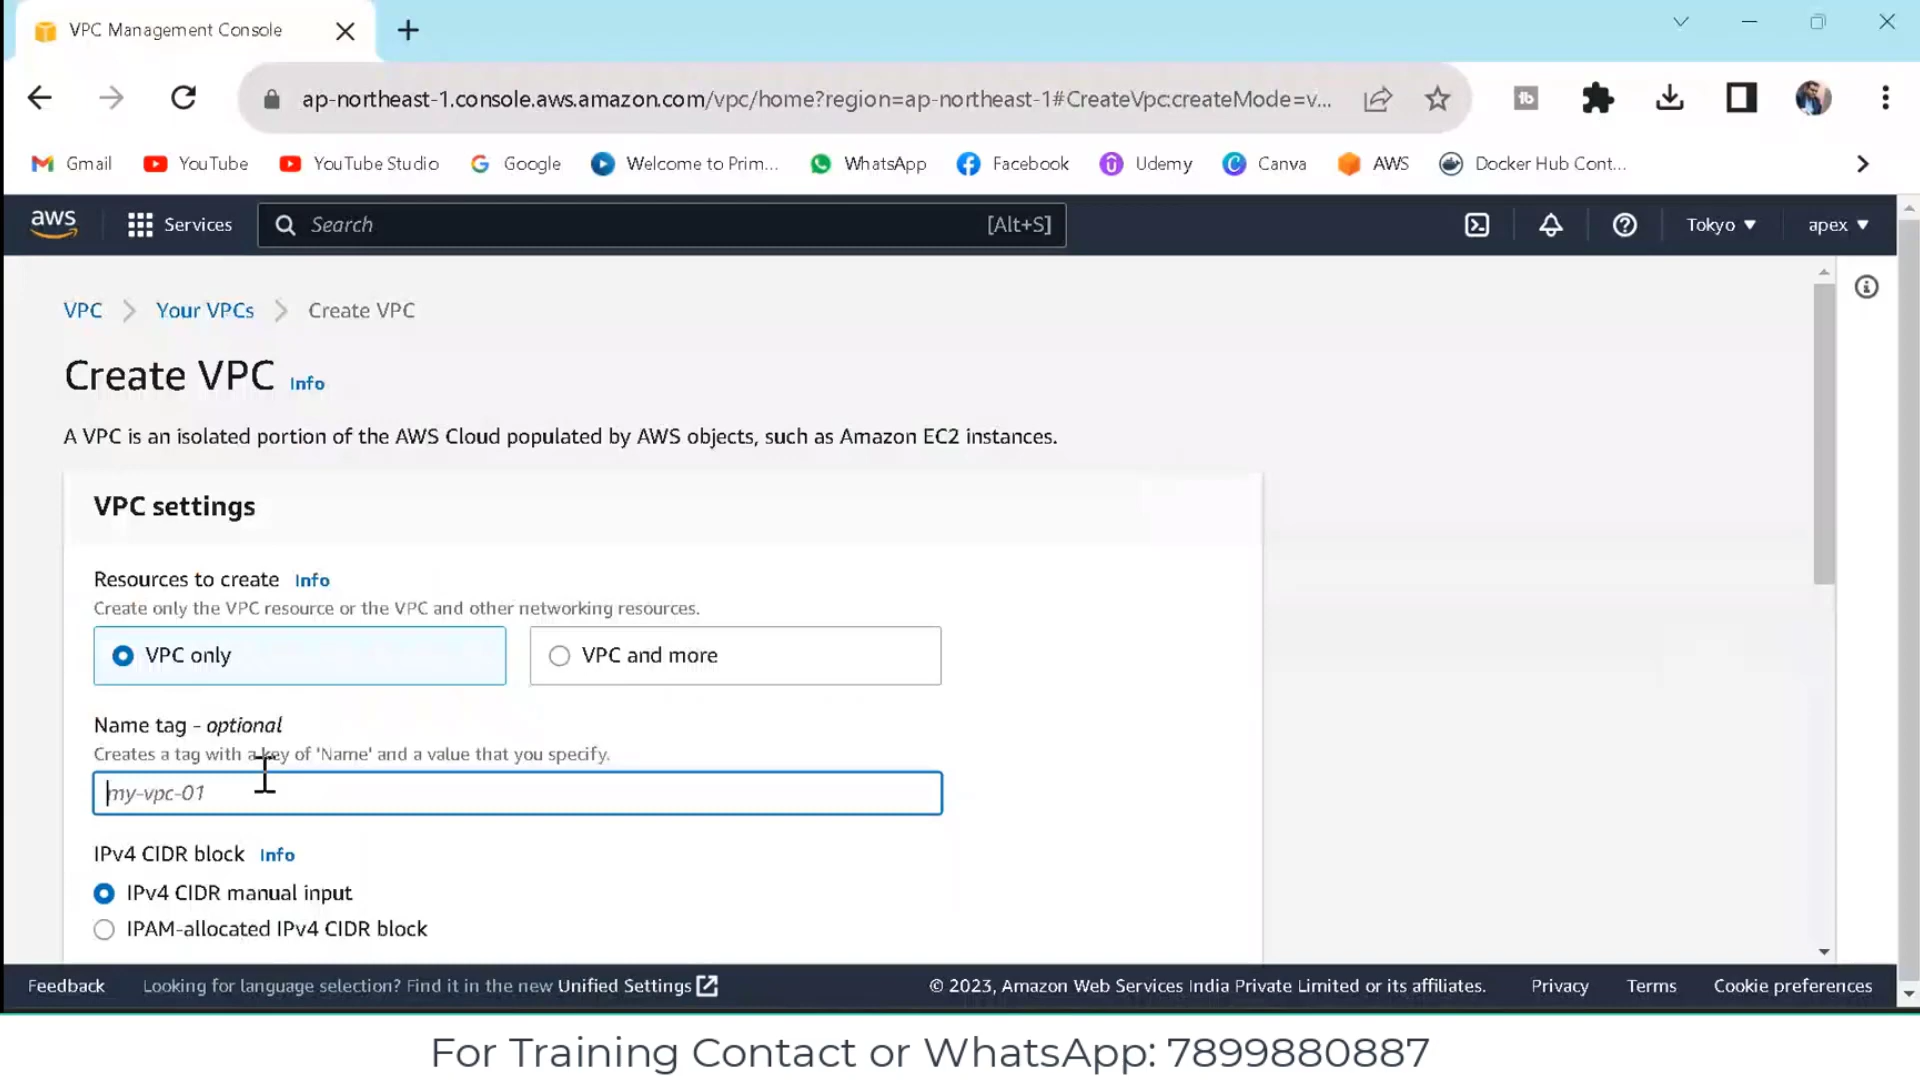 VPC Management Console
ap-northeast-1.console.aws.amazon.com/vpc/home?region=ap-northeast-1#CreateVpc:createMode=v...
Gmail YouTube YouTube Studio Google Welcome to Prim... WhatsApp Facebook Udemy Canva AWS Docker Hub Cont...
aws Services Search [Alt+S] Tokyo apex
VPC Your VPCs Create VPC
Create VPC Info
A VPC is an isolated portion of the AWS Cloud populated by AWS objects, such as Amazon EC2 instances.
VPC settings
Resources to create Info
Create only the VPC resource or the VPC and other networking resources.
VPC only VPC and more
Name tag - optional
Creates a tag with a key of 'Name' and a value that you specify.
my-vpc-01
IPv4 CIDR block Info
IPv4 CIDR manual input
IPAM-allocated IPv4 CIDR block
Feedback Looking for language selection? Find it in the new Unified Settings © 2023, Amazon Web Services India Private Limited or its affiliates. Privacy Terms Cookie preferences
For Training Contact or WhatsApp: 7899880887